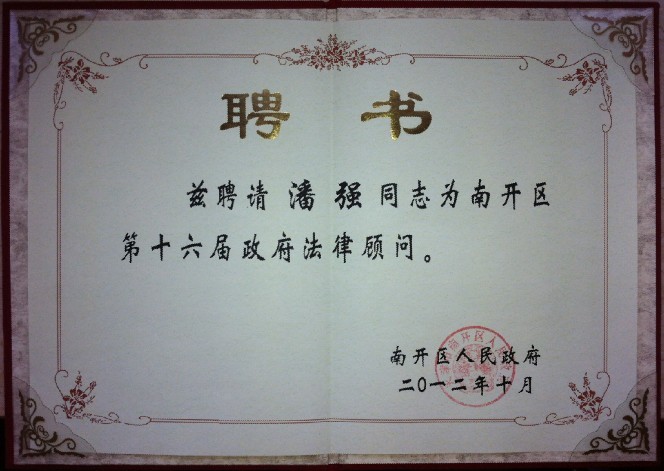 聘书
兹聘请 潘强 同志为南开区
第十六届政府法律顾问。
南开区人民政府
二〇一二年十月